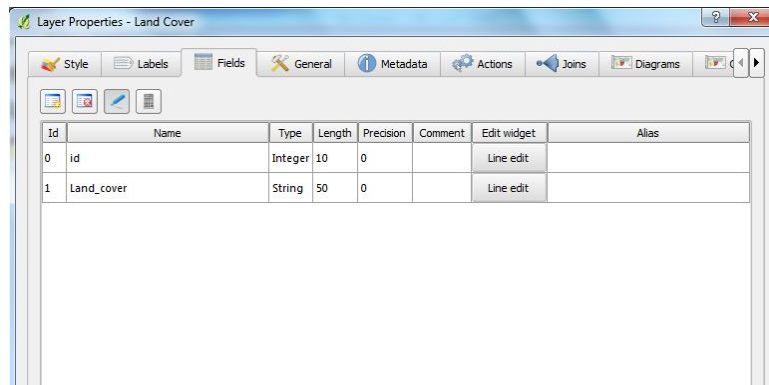 Layer Properties - Land Cover
Style Labels Fields General Metadata Actions Joins Diagrams
Id Name Type Length Precision Comment Edit widget Alias
0 id Integer 10 0 Line edit
1 Land_cover String 50 0 Line edit